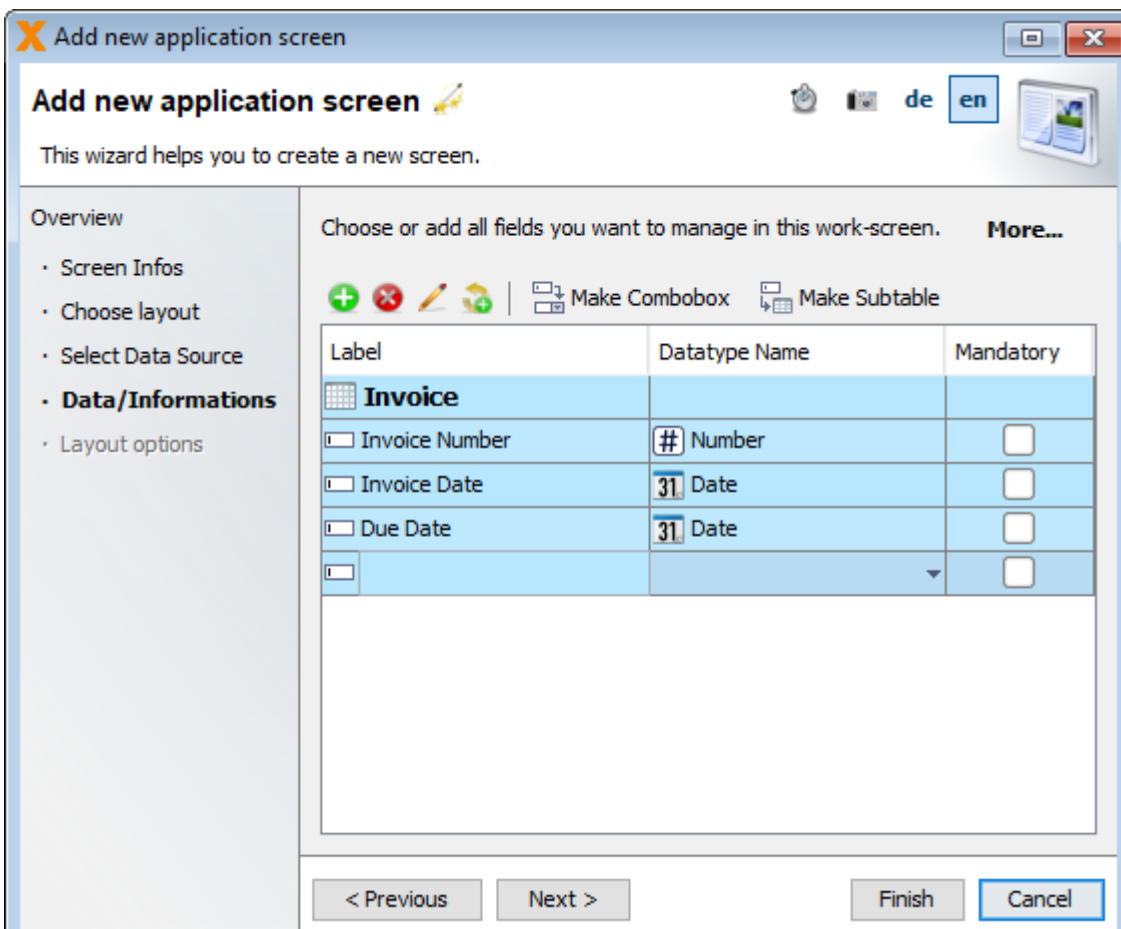 Add new application screen
Add new application screen
de en
This wizard helps you to create a new screen.
Overview
· Screen Infos
· Choose layout
· Select Data Source
· Data/Informations
· Layout options
Choose or add all fields you want to manage in this work-screen. More...
Make Combobox Make Subtable
Label Datatype Name Mandatory
Invoice
Invoice Number # Number
Invoice Date 31 Date
Due Date 31 Date
< Previous Next > Finish Cancel